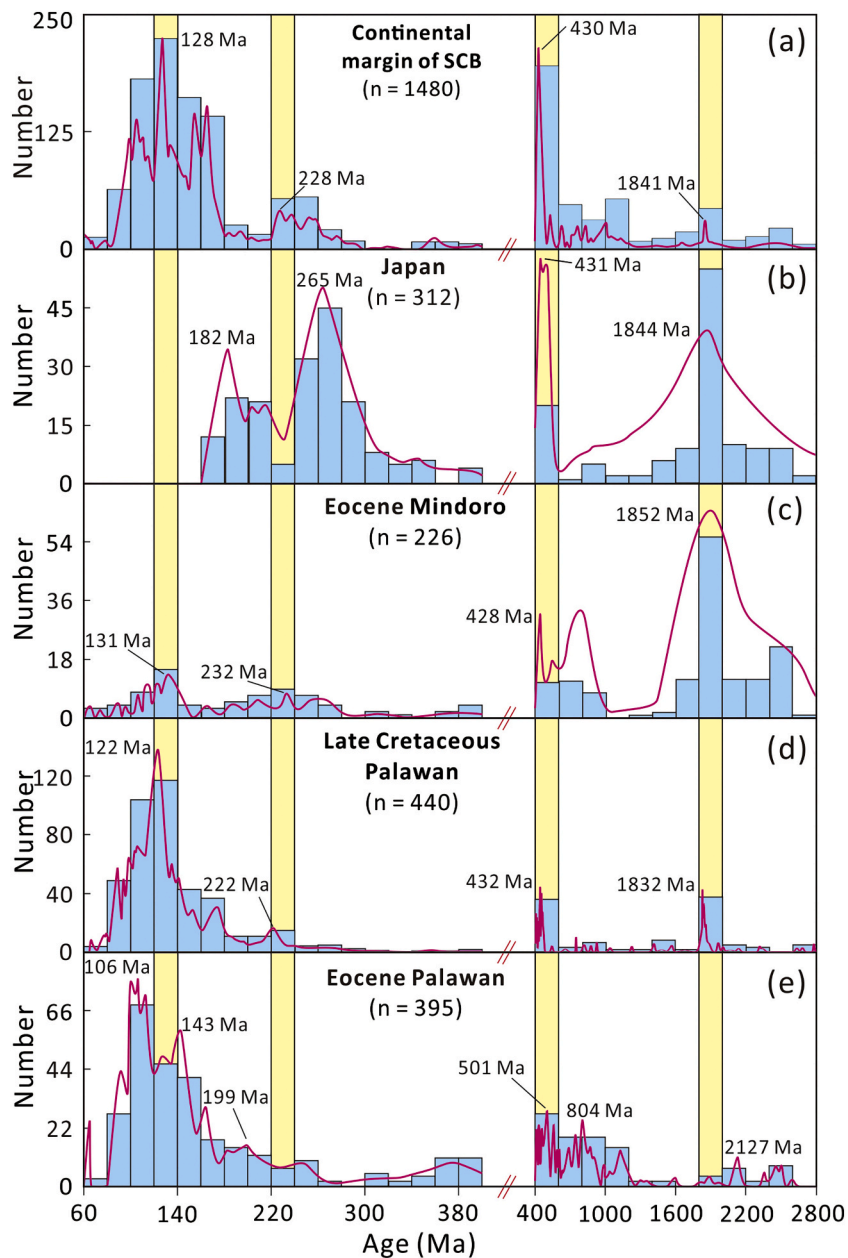 250
125
0
Number
128 Ma
Continental
margin of SCB
(n = 1480)
228 Ma
430 Ma
1841 Ma
(a)
45
30
15
0
Number
182 Ma
Japan
265 Ma
(n = 312)
431 Ma
1844 Ma
(b)
54
36
18
0
Number
131 Ma
Eocene Mindoro
(n = 226)
232 Ma
428 Ma
1852 Ma
(c)
120
80
40
0
Number
122 Ma
Late Cretaceous
Palawan
(n = 440)
222 Ma
432 Ma
1832 Ma
(d)
66
44
22
0
Number
106 Ma
143 Ma
199 Ma
Eocene Palawan
(n = 395)
501 Ma
804 Ma
2127 Ma
(e)
60 140 220 300 380 400 1000 1600 2200 2800
Age (Ma)